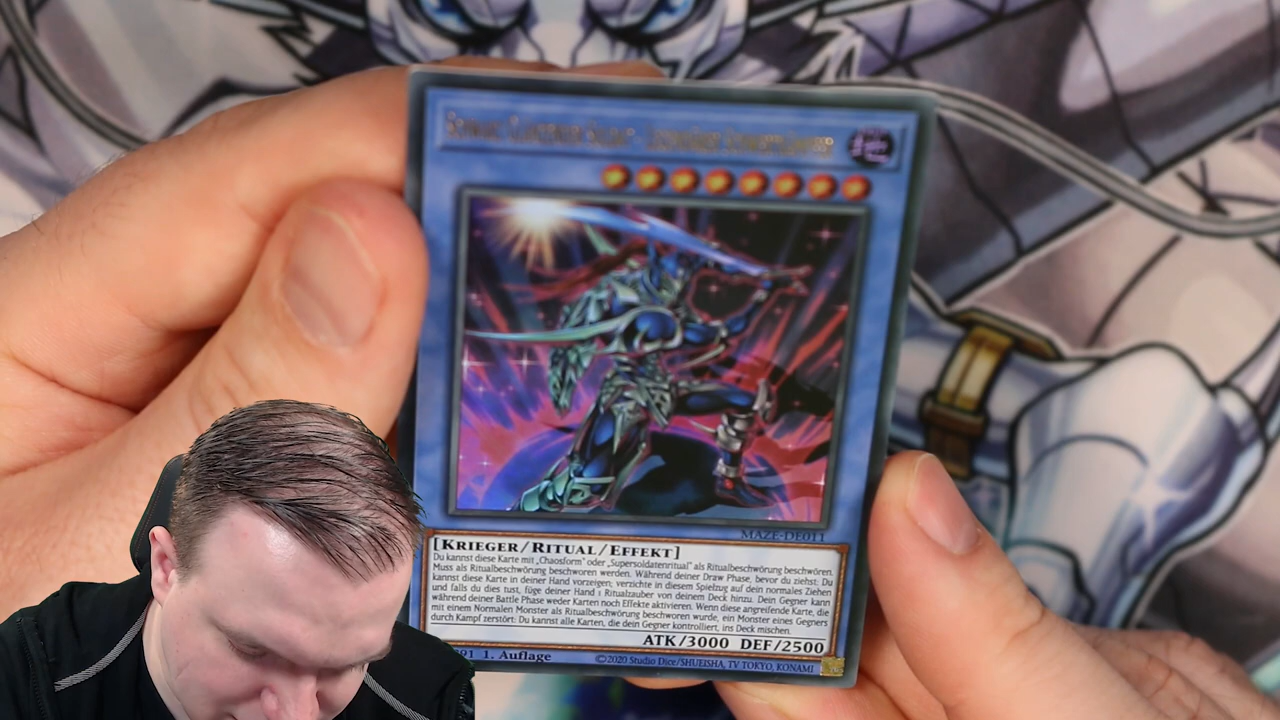 Schwarz glänzender Soldat - Legendärer Schwertkämpfer
MAZE-DE011
[KRIEGER/RITUAL/EFFEKT]
Du kannst diese Karte mit „Chaosform" oder „Supersoldatenritual" als Ritualbeschwörung beschwören.
Muss als Ritualbeschwörung beschworen werden. Während deiner Draw Phase, bevor du ziehst: Du
kannst diese Karte in deiner Hand vorzeigen; verzichte in diesem Spielzug auf dein normales Ziehen
und falls du dies tust, füge deiner Hand 1 Ritualzauber von deinem Deck hinzu. Dein Gegner kann
während deiner Battle Phase weder Karten noch Effekte aktivieren. Wenn diese angreifende Karte, die
mit einem Normalen Monster als Ritualbeschwörung beschworen wurde, ein Monster eines Gegners
durch Kampf zerstört: Du kannst alle Karten, die dein Gegner kontrolliert, ins Deck mischen.
ATK/3000 DEF/2500
1. Auflage ©2020 Studio Dice/SHUEISHA, TV TOKYO, KONAMI